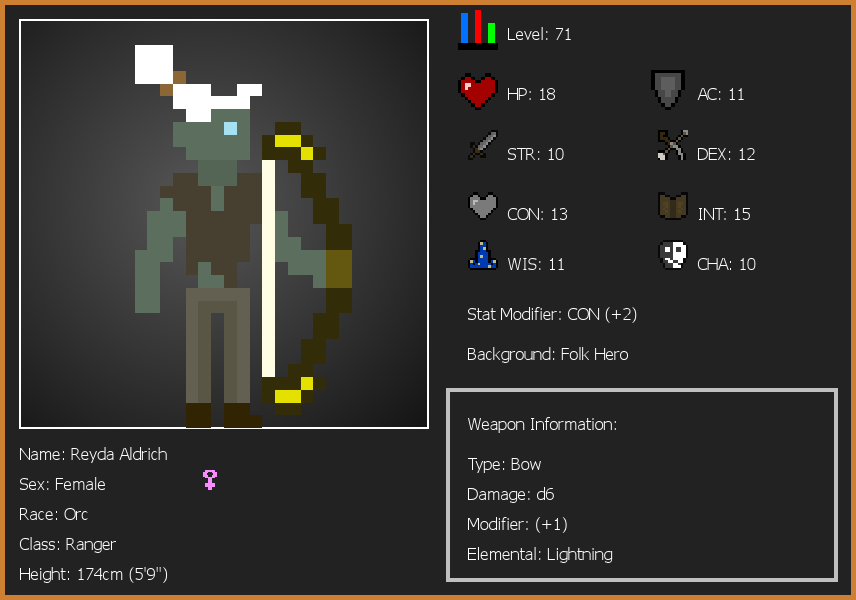 Level: 71
HP: 18
AC: 11
STR: 10
DEX: 12
CON: 13
INT: 15
WIS: 11
CHA: 10
Stat Modifier: CON (+2)
Background: Folk Hero
Weapon Information:
Type: Bow
Damage: d6
Modifier: (+1)
Elemental: Lightning
Name: Reyda Aldrich
Sex: Female
Race: Orc
Class: Ranger
Height: 174cm (5'9")